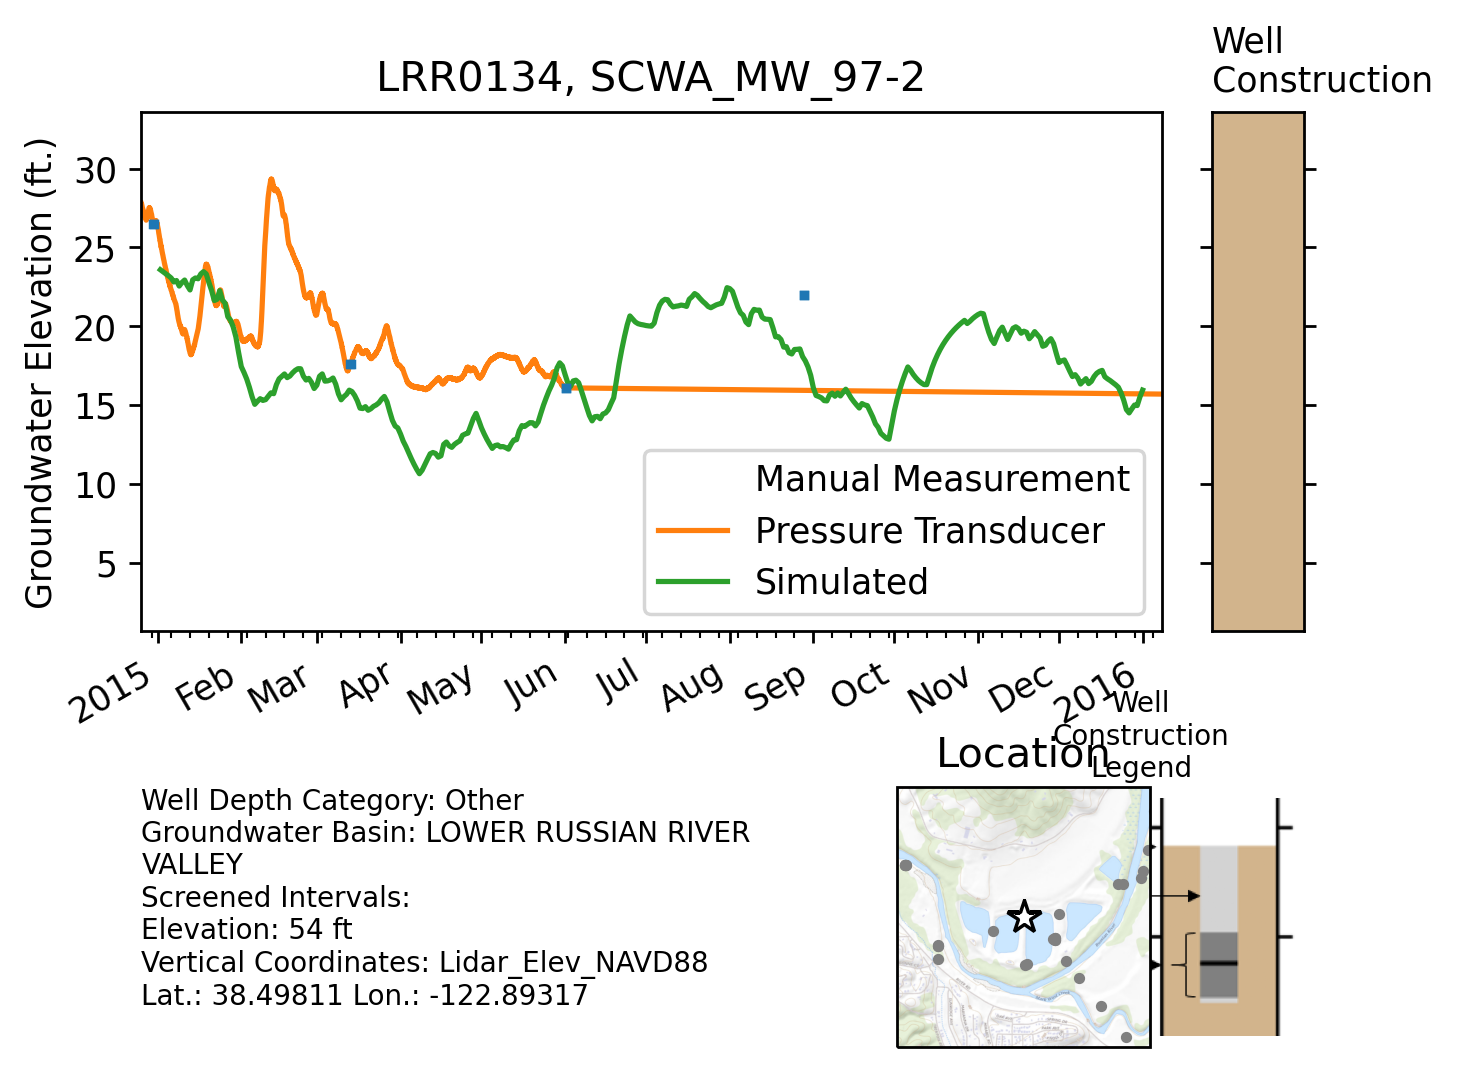 Well
Construction
LRR0134, SCWA_MW_97-2
Groundwater Elevation (ft.)
30
25
20
15
10
5
Manual Measurement
Pressure Transducer
Simulated
2015
Feb
Mar
Apr
May
Jun
Jul
Aug
Sep
Oct
Nov
Dec
2016
Well
Construction
Legend
Location
Well Depth Category: Other
Groundwater Basin: LOWER RUSSIAN RIVER
VALLEY
Screened Intervals:
Elevation: 54 ft
Vertical Coordinates: Lidar_Elev_NAVD88
Lat.: 38.49811 Lon.: -122.89317